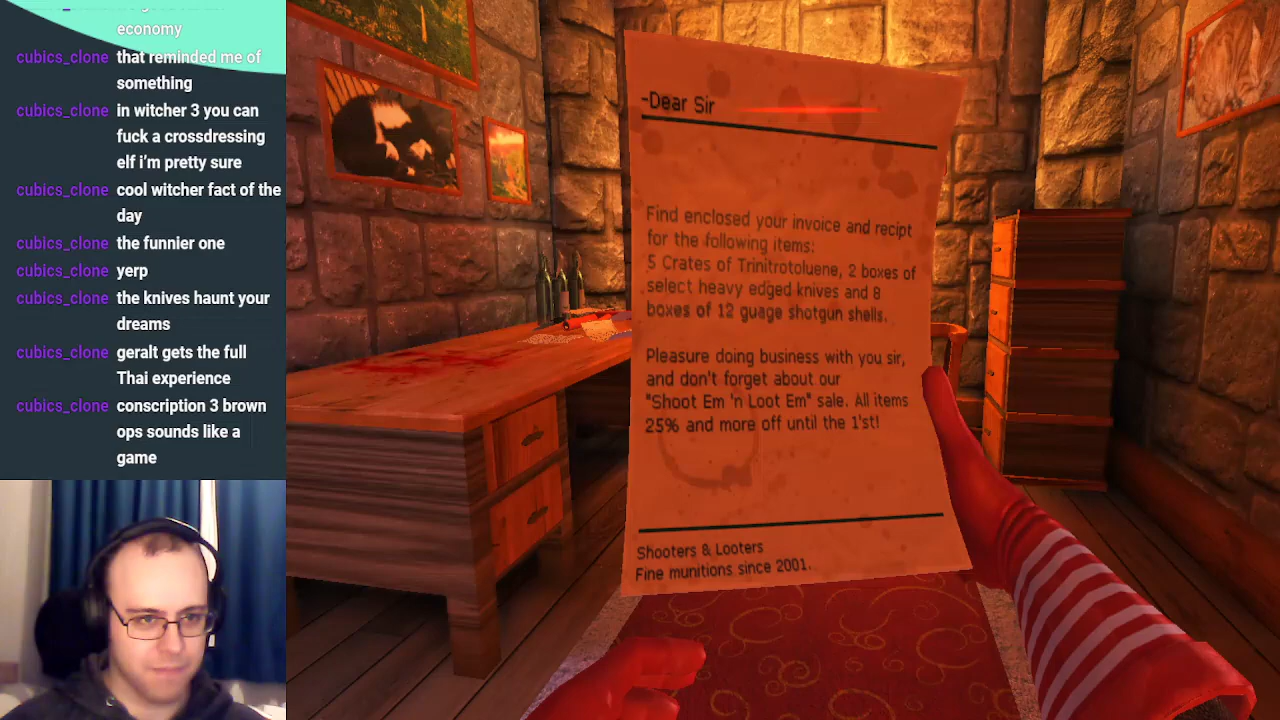 economy
cubics_clone that reminded me of
something
cubics_clone in witcher 3 you can
fuck a crossdressing
elf i'm pretty sure
cubics_clone cool witcher fact of the
day
cubics_clone the funnier one
cubics_clone yerp
cubics_clone the knives haunt your
dreams
cubics_clone geralt gets the full
Thai experience
cubics_clone conscription 3 brown
ops sounds like a
game
-Dear Sir
Find enclosed your invoice and recipt
for the following items:
5 Crates of Trinitrotoluene, 2 boxes of
select heavy edged knives and 8
boxes of 12 guage shotgun shells.
Pleasure doing business with you sir,
and don't forget about our
"Shoot Em 'n Loot Em" sale. All items
25% and more off until the 1'st!
Shooters & Looters
Fine munitions since 2001.